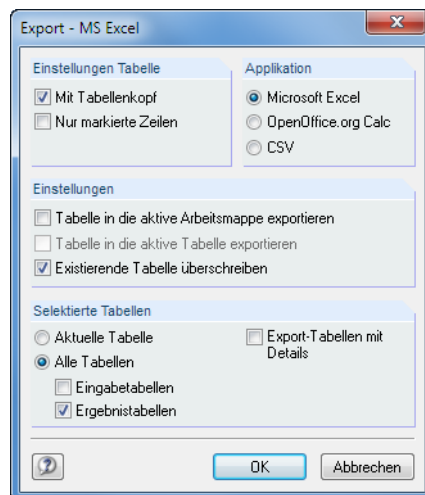 Export - MS Excel
Einstellungen Tabelle
Mit Tabellenkopf
Nur markierte Zeilen
Applikation
Microsoft Excel
OpenOffice.org Calc
CSV
Einstellungen
Tabelle in die aktive Arbeitsmappe exportieren
Tabelle in die aktive Tabelle exportieren
Existierende Tabelle überschreiben
Selektierte Tabellen
Aktuelle Tabelle
Alle Tabellen
Eingabetabellen
Ergebnistabellen
Export-Tabellen mit
Details
OK
Abbrechen